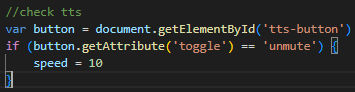 //check tts
var button = document.getElementById('tts-button')
if (button.getAttribute('toggle') == 'unmute') {
    speed = 10
}